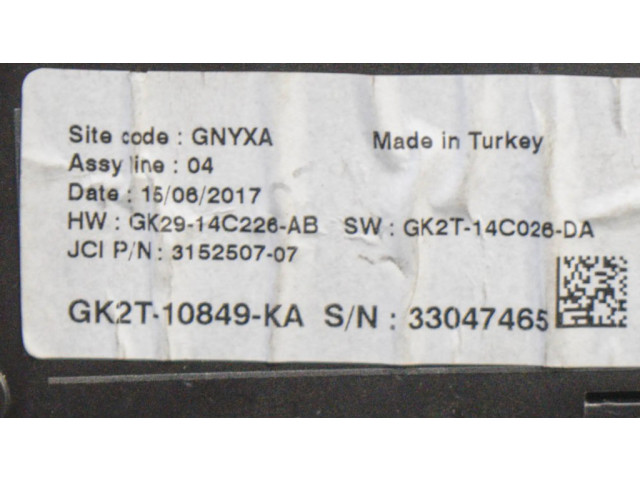 Site code : GNYXA Made in Turkey
Assy line : 04
Date : 15/06/2017
HW : GK29-14C226-AB SW : GK2T-14C026-DA
JCI P/N : 3152507-07
GK2T-10849-KA S/N : 33047465